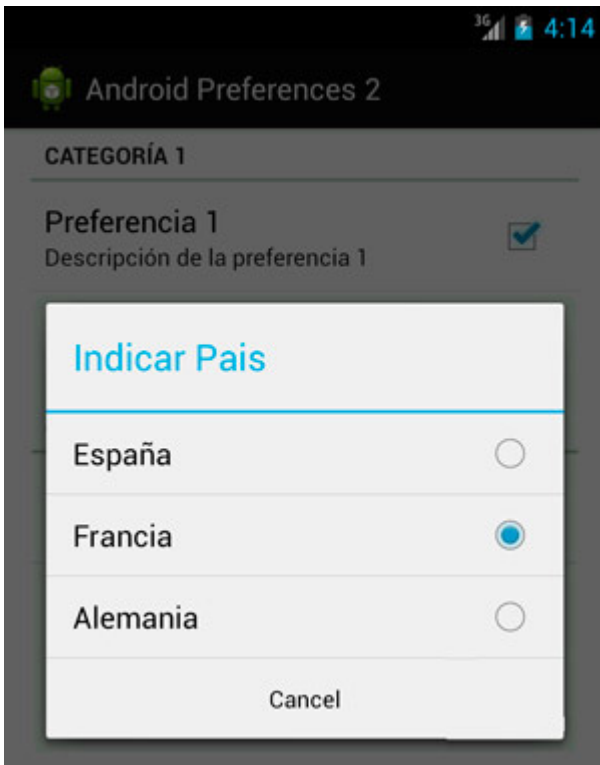 3G 4:14
Android Preferences 2
CATEGORÍA 1
Preferencia 1
Descripción de la preferencia 1
Indicar Pais
España
Francia
Alemania
Cancel